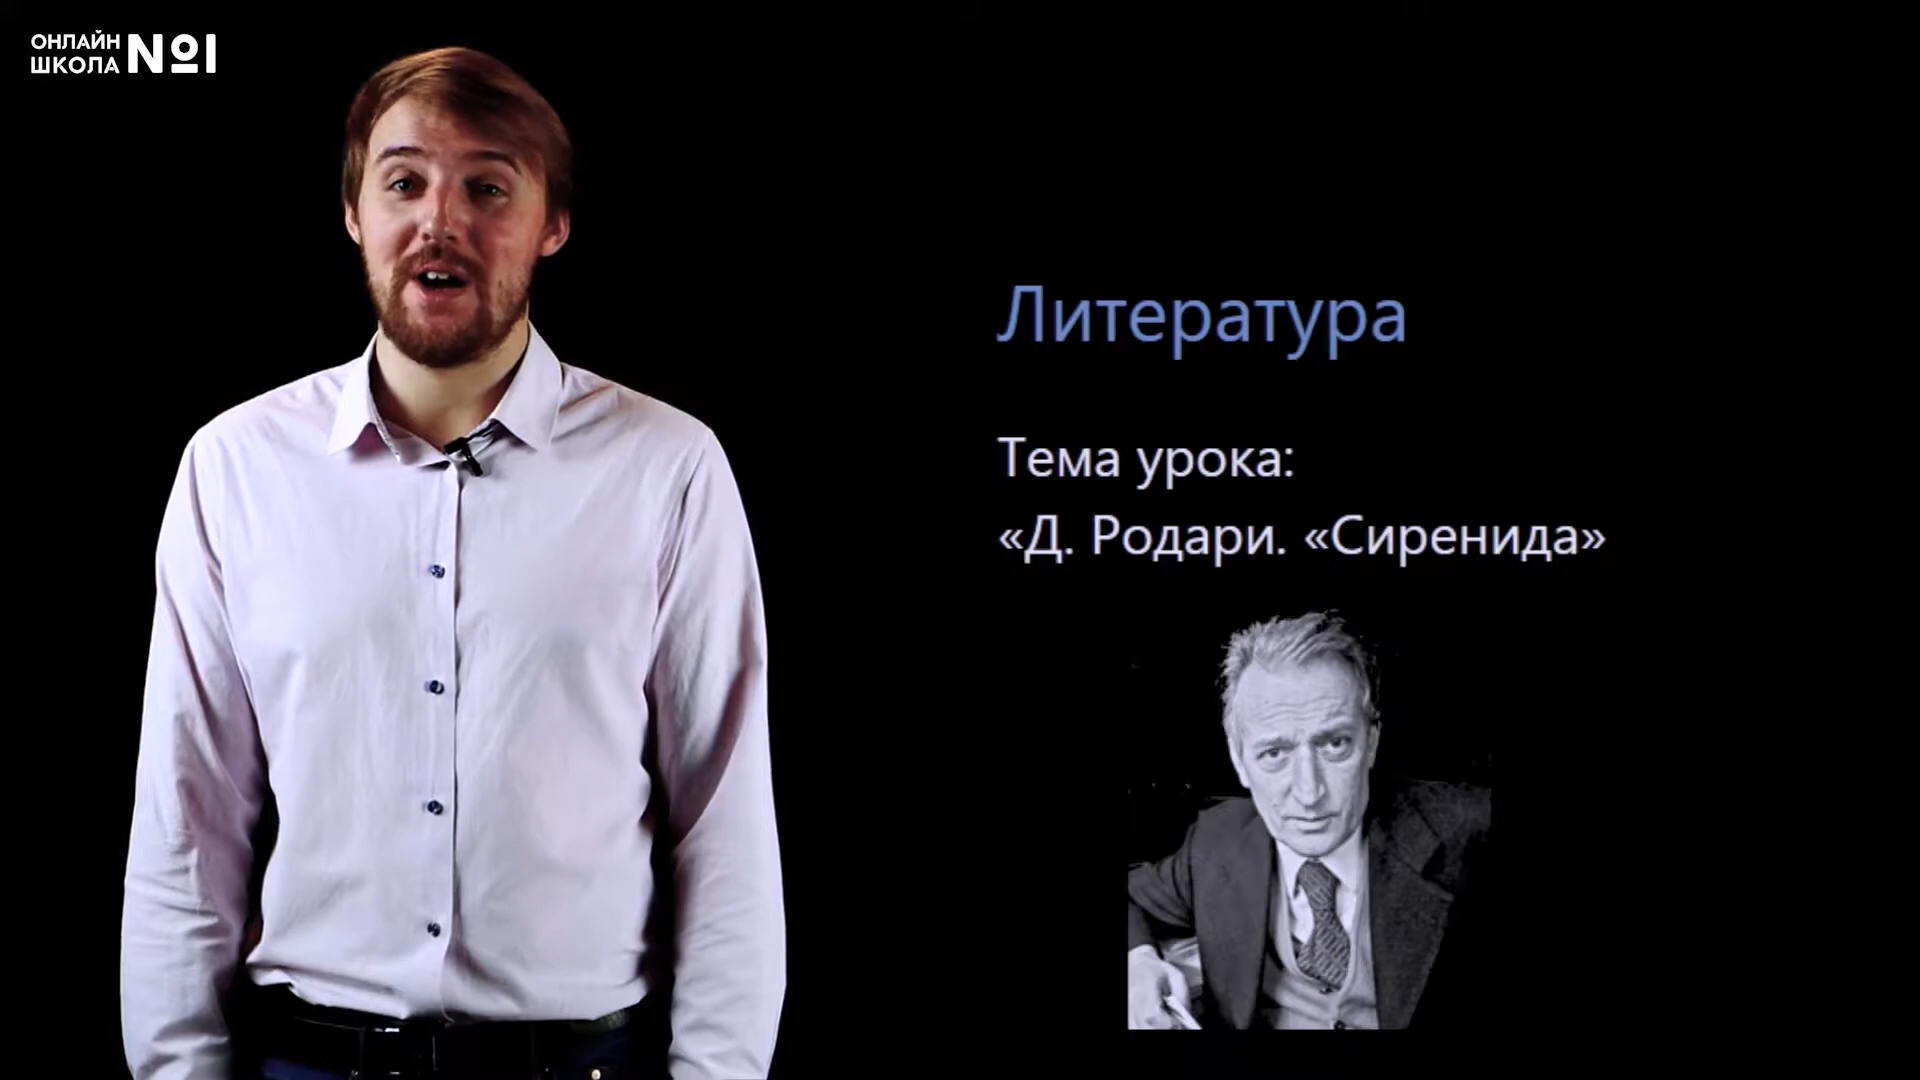 ОНЛАЙН
ШКОЛА №1
Литература
Тема урока:
«Д. Родари. «Сиренида»